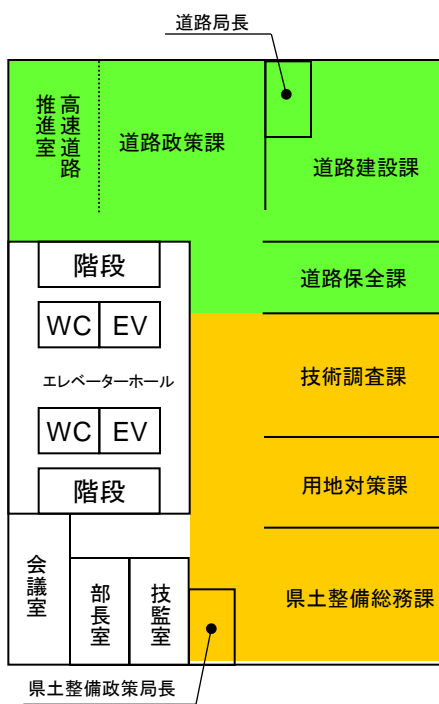 道路局長
高速道路
推進室
道路政策課
道路建設課
階段
道路保全課
WC
EV
エレベーターホール
技術調査課
WC
EV
階段
用地対策課
会議室
部長室
技監室
県土整備総務課
県土整備政策局長